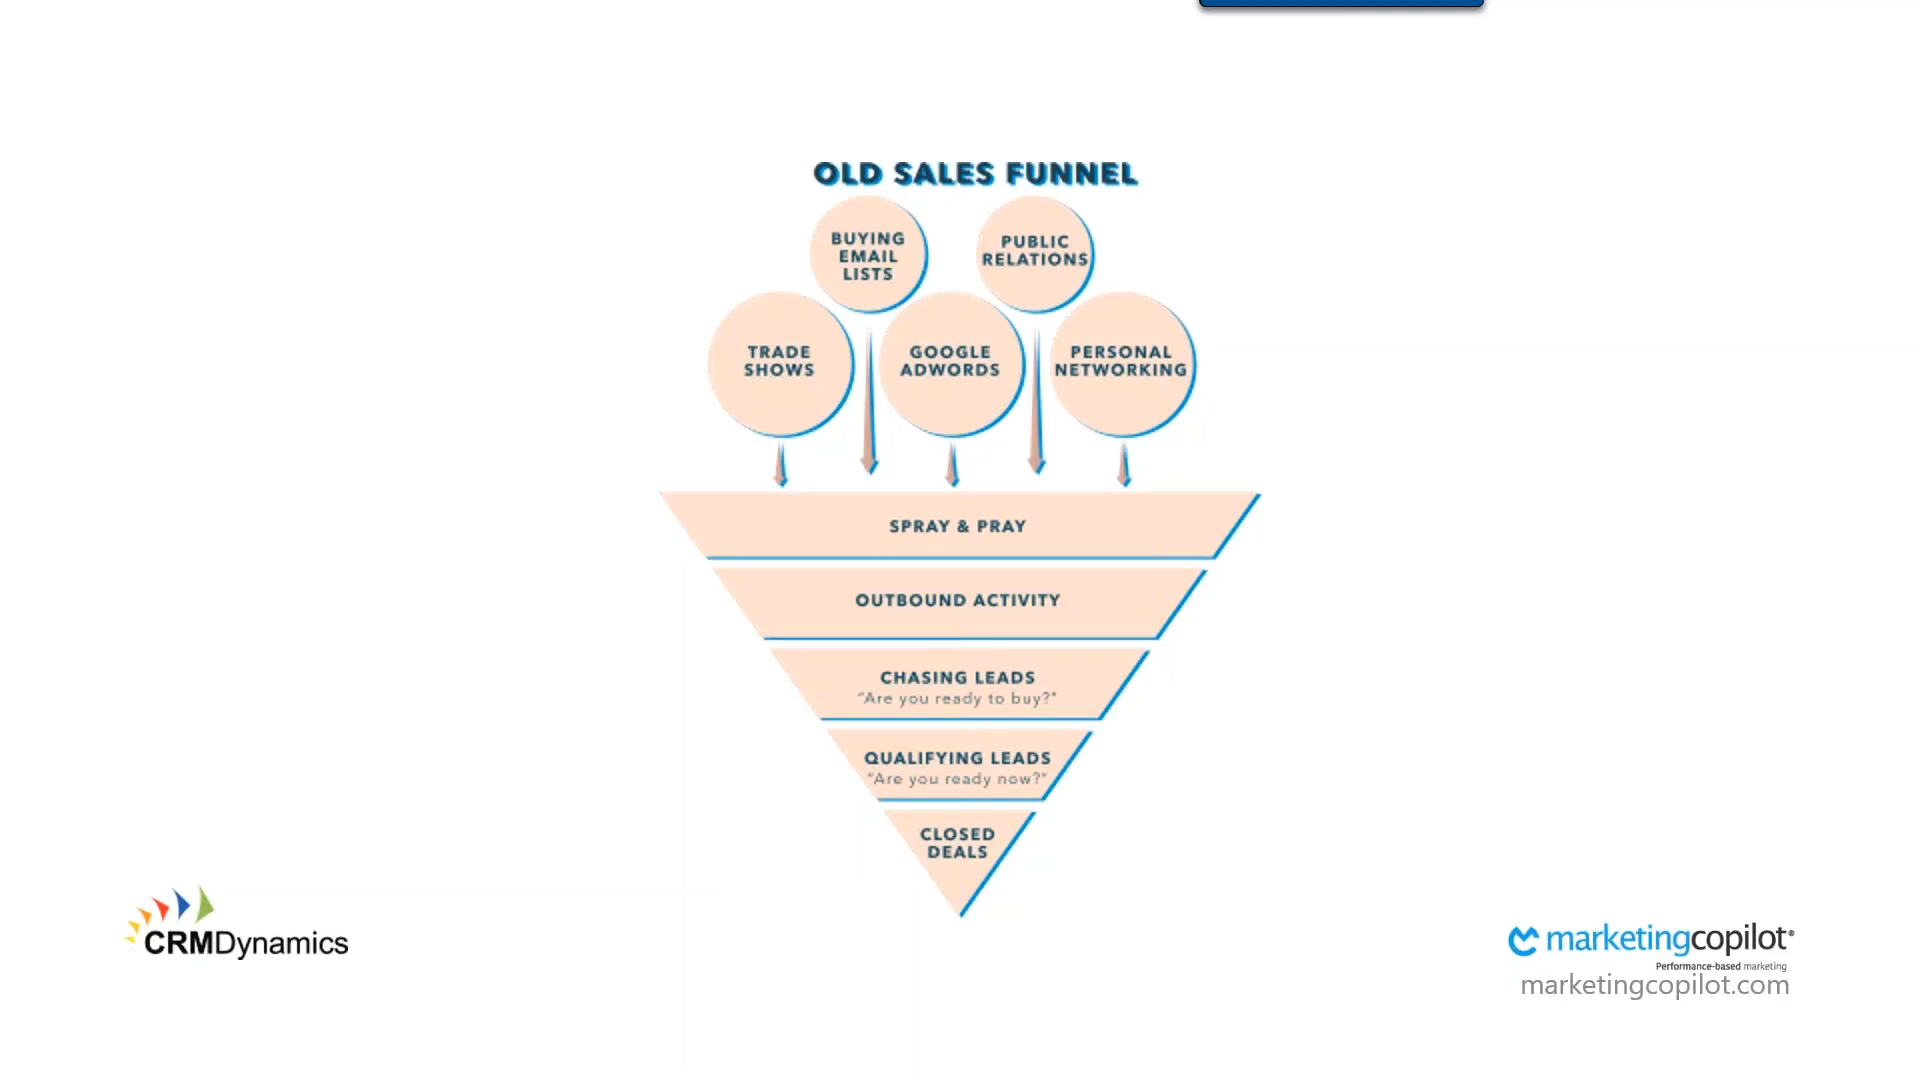 OLD SALES FUNNEL
BUYING
EMAIL
LISTS
PUBLIC
RELATIONS
TRADE
SHOWS
GOOGLE
ADWORDS
PERSONAL
NETWORKING
SPRAY & PRAY
OUTBOUND ACTIVITY
CHASING LEADS
"Are you ready to buy?"
QUALIFYING LEADS
"Are you ready now?"
CLOSED
DEALS
CRMDynamics
marketingcopilot®
Performance-based marketing
marketingcopilot.com